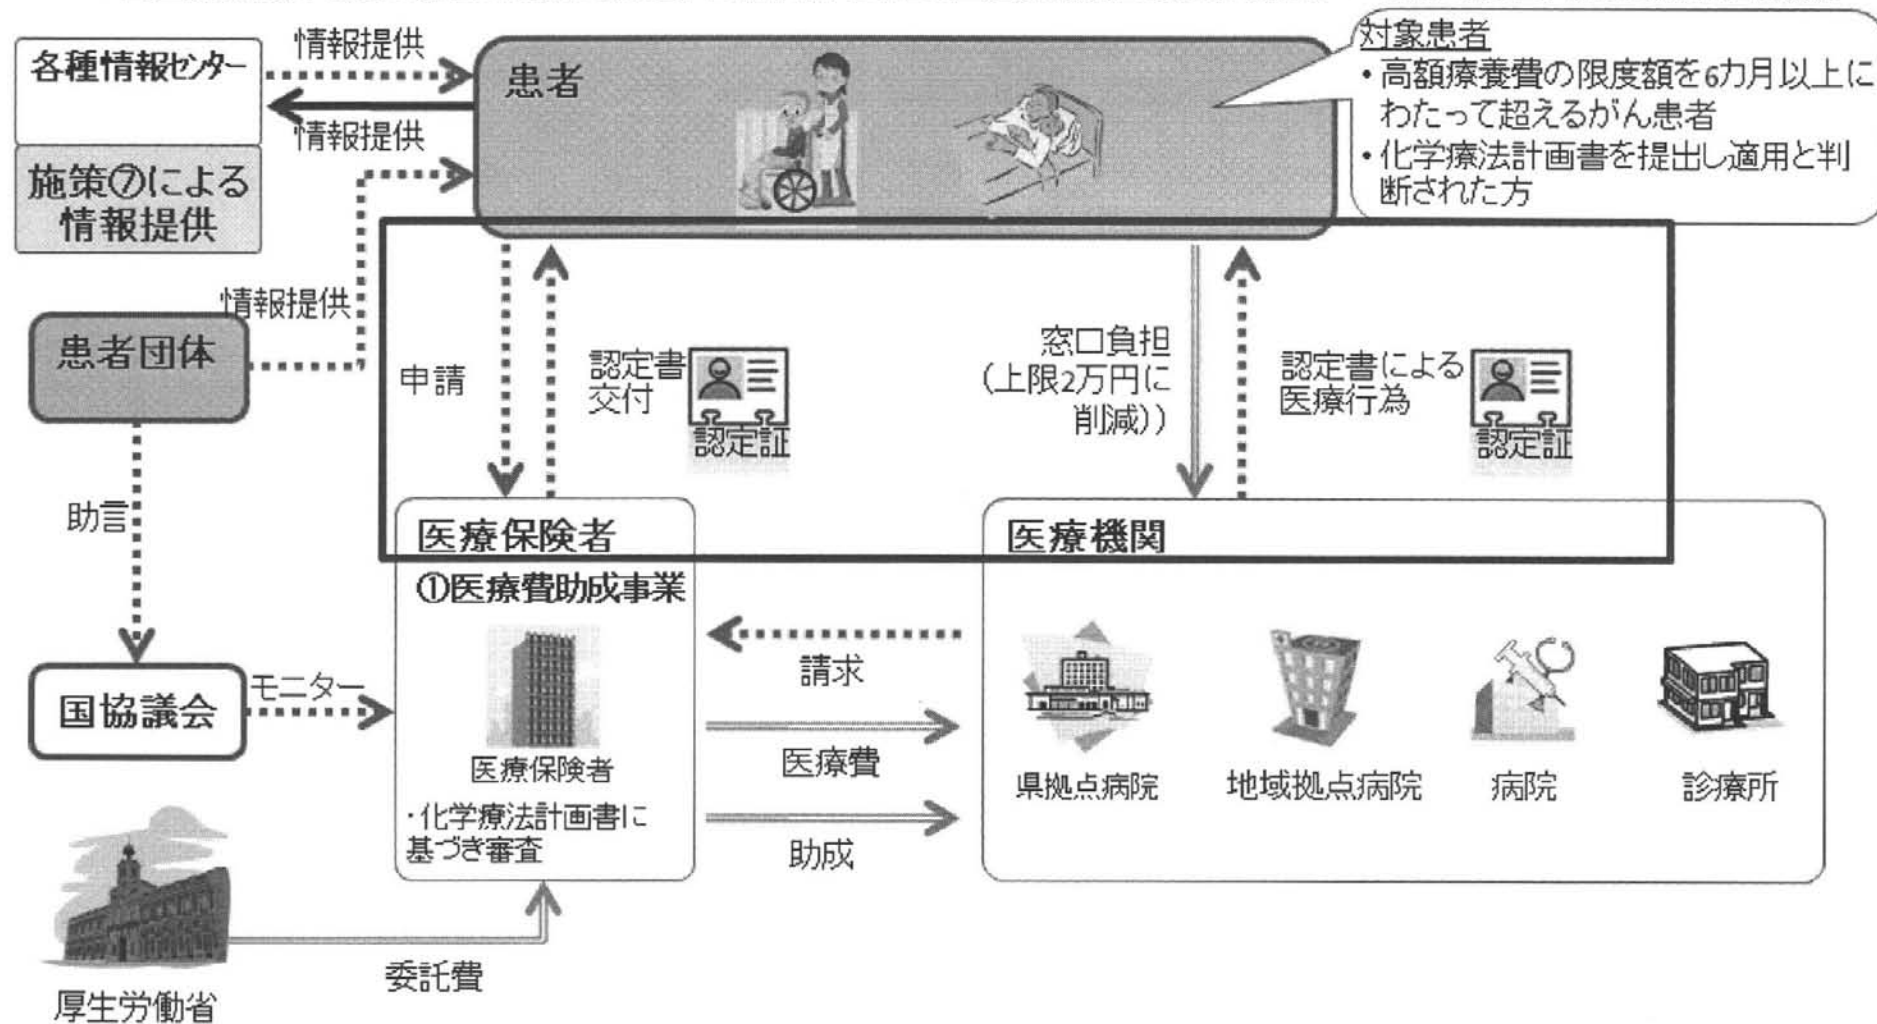 各種情報センター
施策⑦による
情報提供
情報提供
情報提供
患者
対象患者
・高額療養費の限度額を6カ月以上に
わたって超えるがん患者
・化学療法計画書を提出し適用と判
断された方
情報提供
患者団体
申請
認定書
交付
認定証
窓口負担
(上限2万円に
削減))
認定書による
医療行為
認定証
助言
医療保険者
①医療費助成事業
医療保険者
・化学療法計画書に
基づき審査
国協議会
モニター
請求
医療費
助成
医療機関
県拠点病院
地域拠点病院
病院
診療所
厚生労働省
委託費